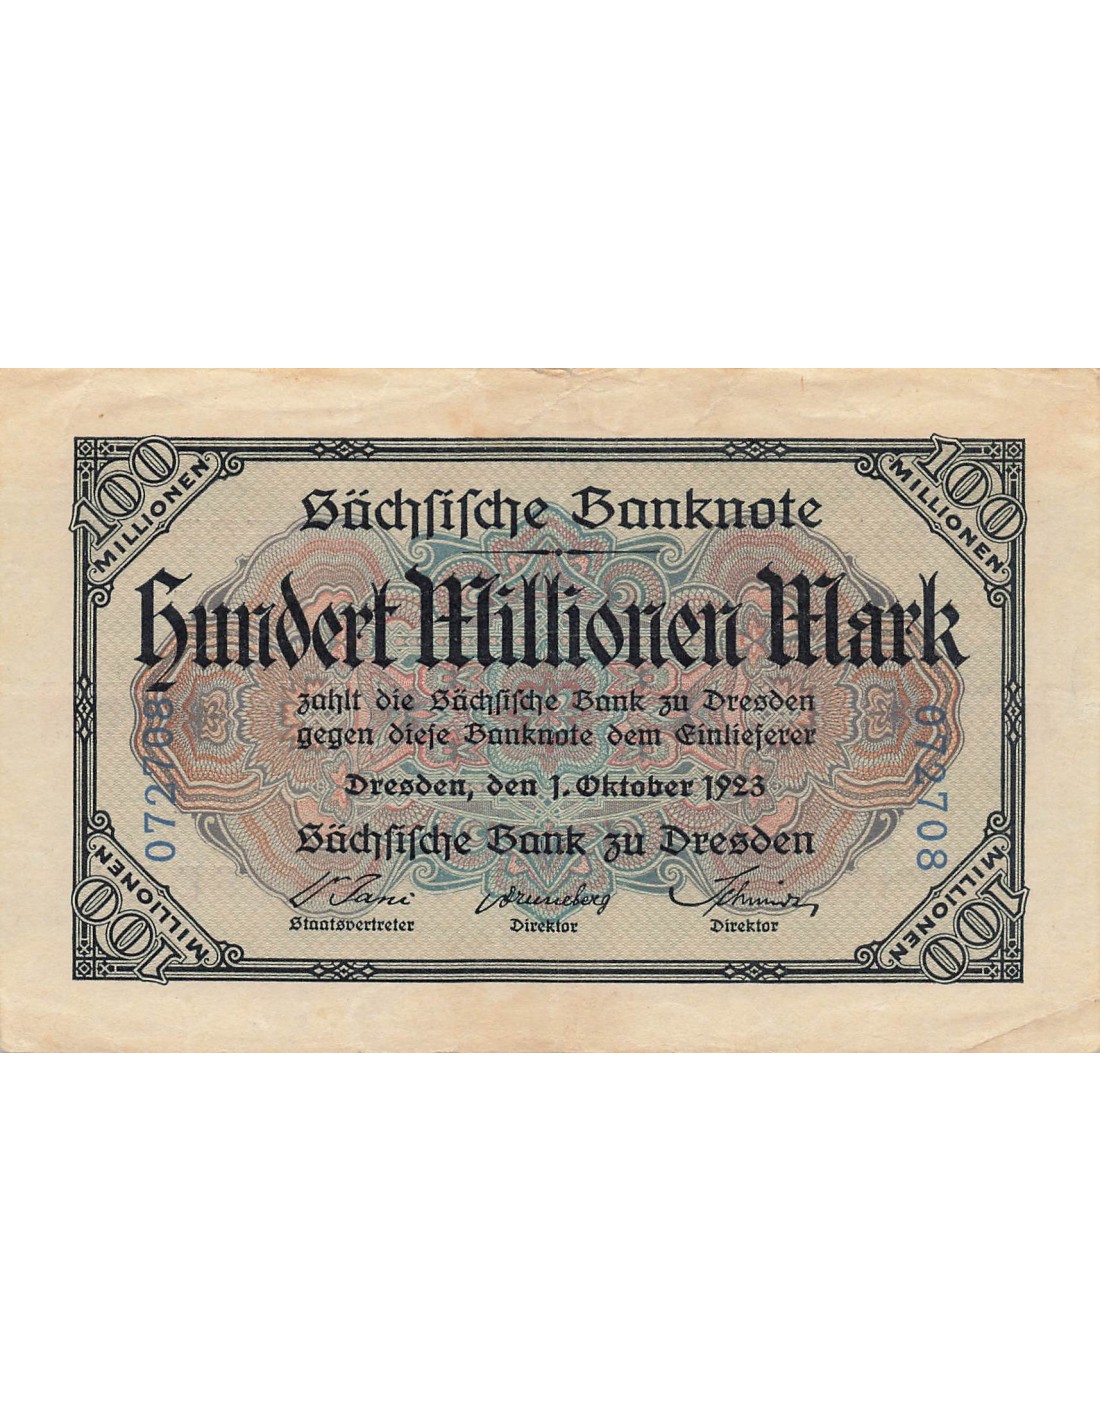 100
MILLIONEN
100
MILLIONEN
Sächsische Banknote
Hundert Millionen Mark
zahlt die Sächsische Bank zu Dresden
gegen diese Banknote dem Einlieferer
Dresden, den 1. Oktober 1923
Sächsische Bank zu Dresden
072708
072708
Staatsvertreter Direktor Direktor
100
MILLIONEN
100
MILLIONEN